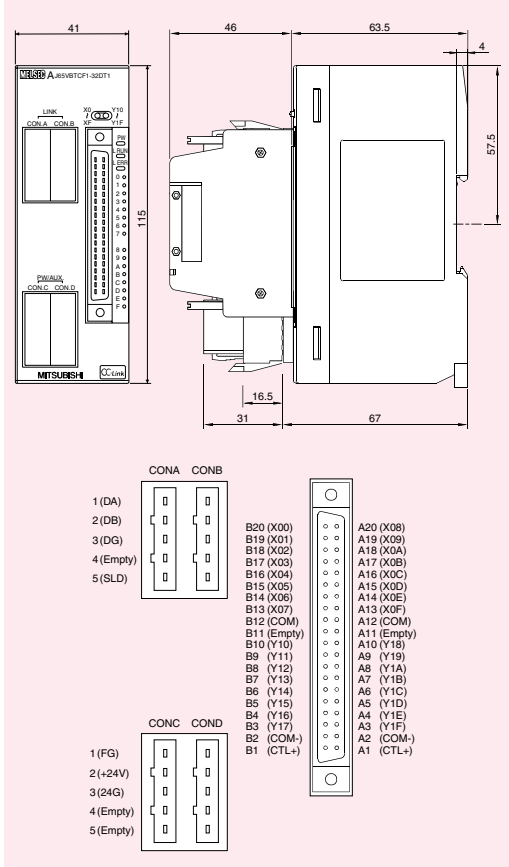 41
46
63.5
4
MELSEC AJ65VBTCF1-32DT1
LINK
CON.A CON.B
X0 Y10
XF Y1F
PW
L RUN
L ERR
0
1
2
3
4
5
6
7
8
9
A
B
C
D
E
F
PW/AUX
CON.C CON.D
MITSUBISHI
CC-Link
115
57.5
16.5
31
67
CONA CONB
1 (DA)
2 (DB)
3 (DG)
4 (Empty)
5 (SLD)
B20 (X00) A20 (X08)
B19 (X01) A19 (X09)
B18 (X02) A18 (X0A)
B17 (X03) A17 (X0B)
B16 (X04) A16 (X0C)
B15 (X05) A15 (X0D)
B14 (X06) A14 (X0E)
B13 (X07) A13 (X0F)
B12 (COM) A12 (COM)
B11 (Empty) A11 (Empty)
B10 (Y10) A10 (Y18)
B9 (Y11) A9 (Y19)
B8 (Y12) A8 (Y1A)
B7 (Y13) A7 (Y1B)
B6 (Y14) A6 (Y1C)
B5 (Y15) A5 (Y1D)
B4 (Y16) A4 (Y1E)
B3 (Y17) A3 (Y1F)
B2 (COM-) A2 (COM-)
B1 (CTL+) A1 (CTL+)
CONC COND
1 (FG)
2 (+24V)
3 (24G)
4 (Empty)
5 (Empty)